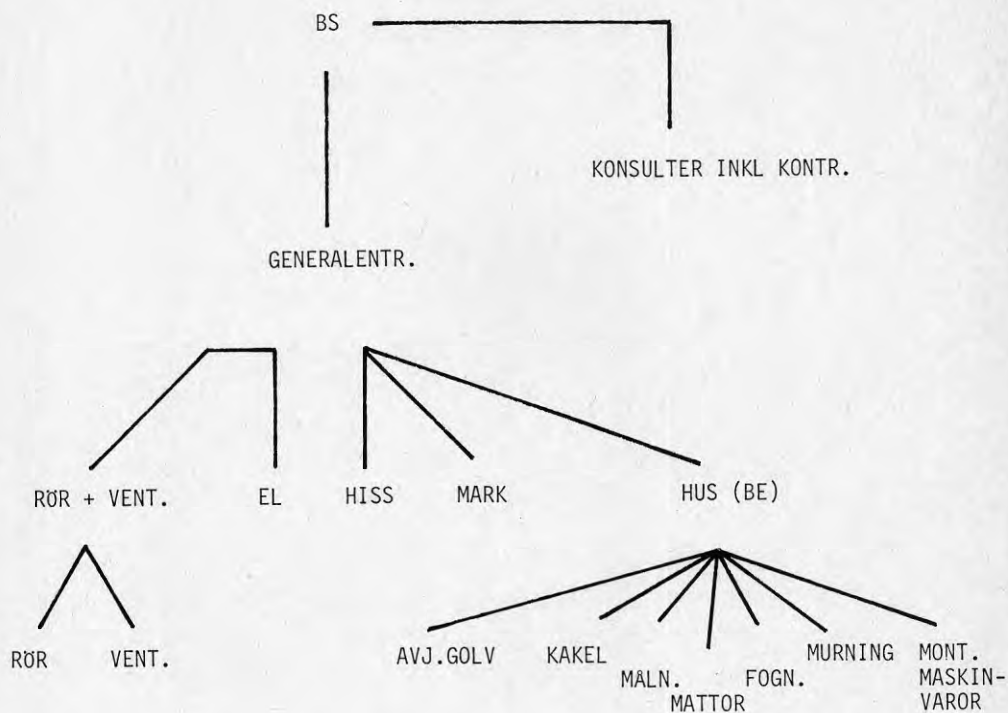 BS
KONSULTER INKL KONTR.
GENERALENTR.
RÖR + VENT.
EL
HISS
MARK
HUS (BE)
RÖR
VENT.
AVJ.GOLV
KAKEL
MÅLN.
MATTOR
FOGN.
MURNING
MONT.
MASKIN-
VAROR